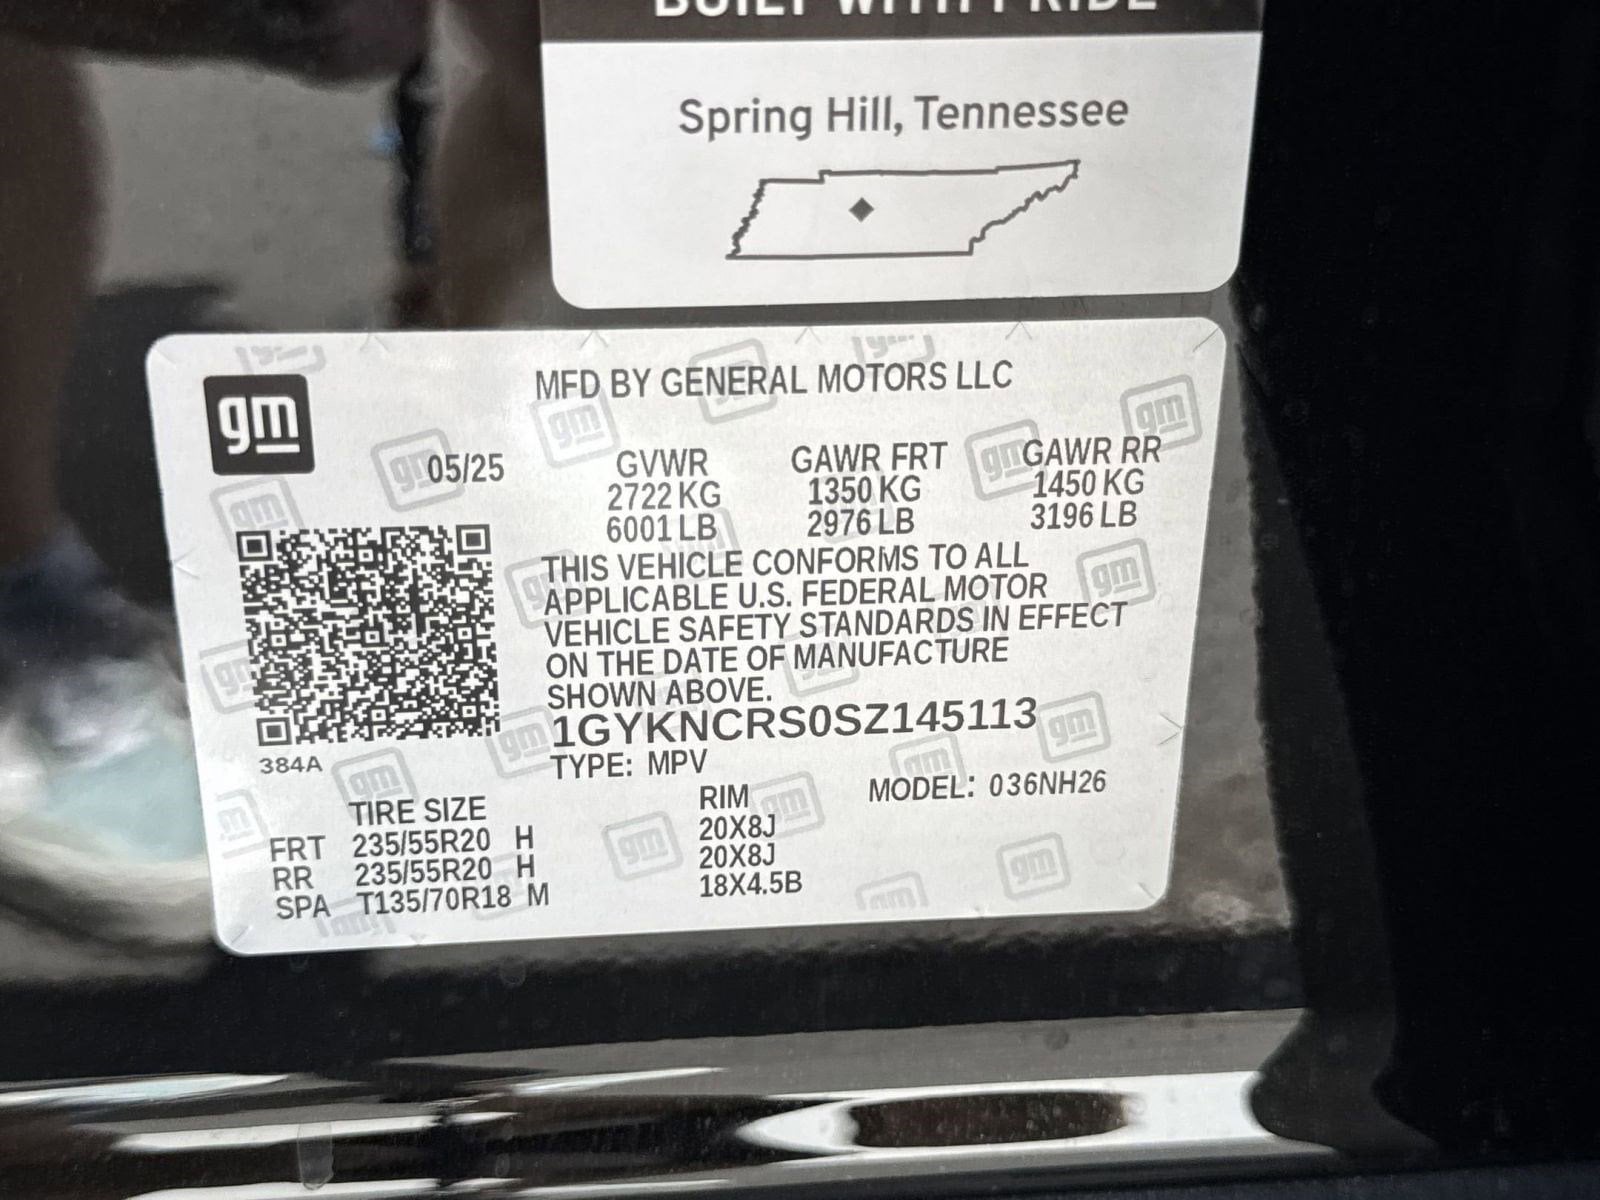 BUILT WITH PRIDE
Spring Hill, Tennessee
gm
MFD BY GENERAL MOTORS LLC
05/25
GVWR GAWR FRT GAWR RR
2722 KG 1350 KG 1450 KG
6001 LB 2976 LB 3196 LB
THIS VEHICLE CONFORMS TO ALL
APPLICABLE U.S. FEDERAL MOTOR
VEHICLE SAFETY STANDARDS IN EFFECT
ON THE DATE OF MANUFACTURE
SHOWN ABOVE.
1GYKNCRS0SZ145113
384A
TYPE: MPV
MODEL: 036NH26
TIRE SIZE RIM
FRT 235/55R20 H 20X8J
RR 235/55R20 H 20X8J
SPA T135/70R18 M 18X4.5B